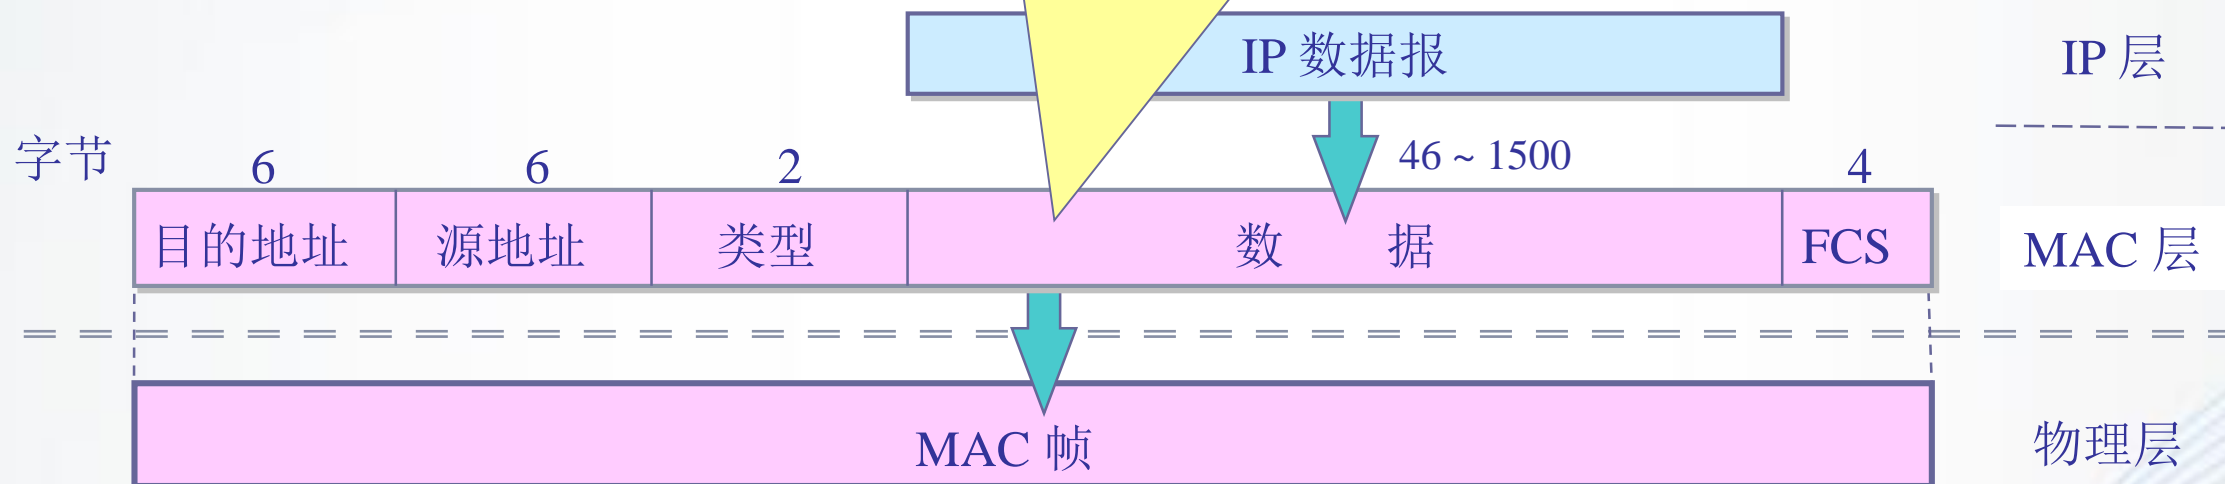 IP 数据报
IP 层
字节
6
6
2
46 ~ 1500
4
目的地址
源地址
类型
数 据
FCS
MAC 层
MAC 帧
物理层